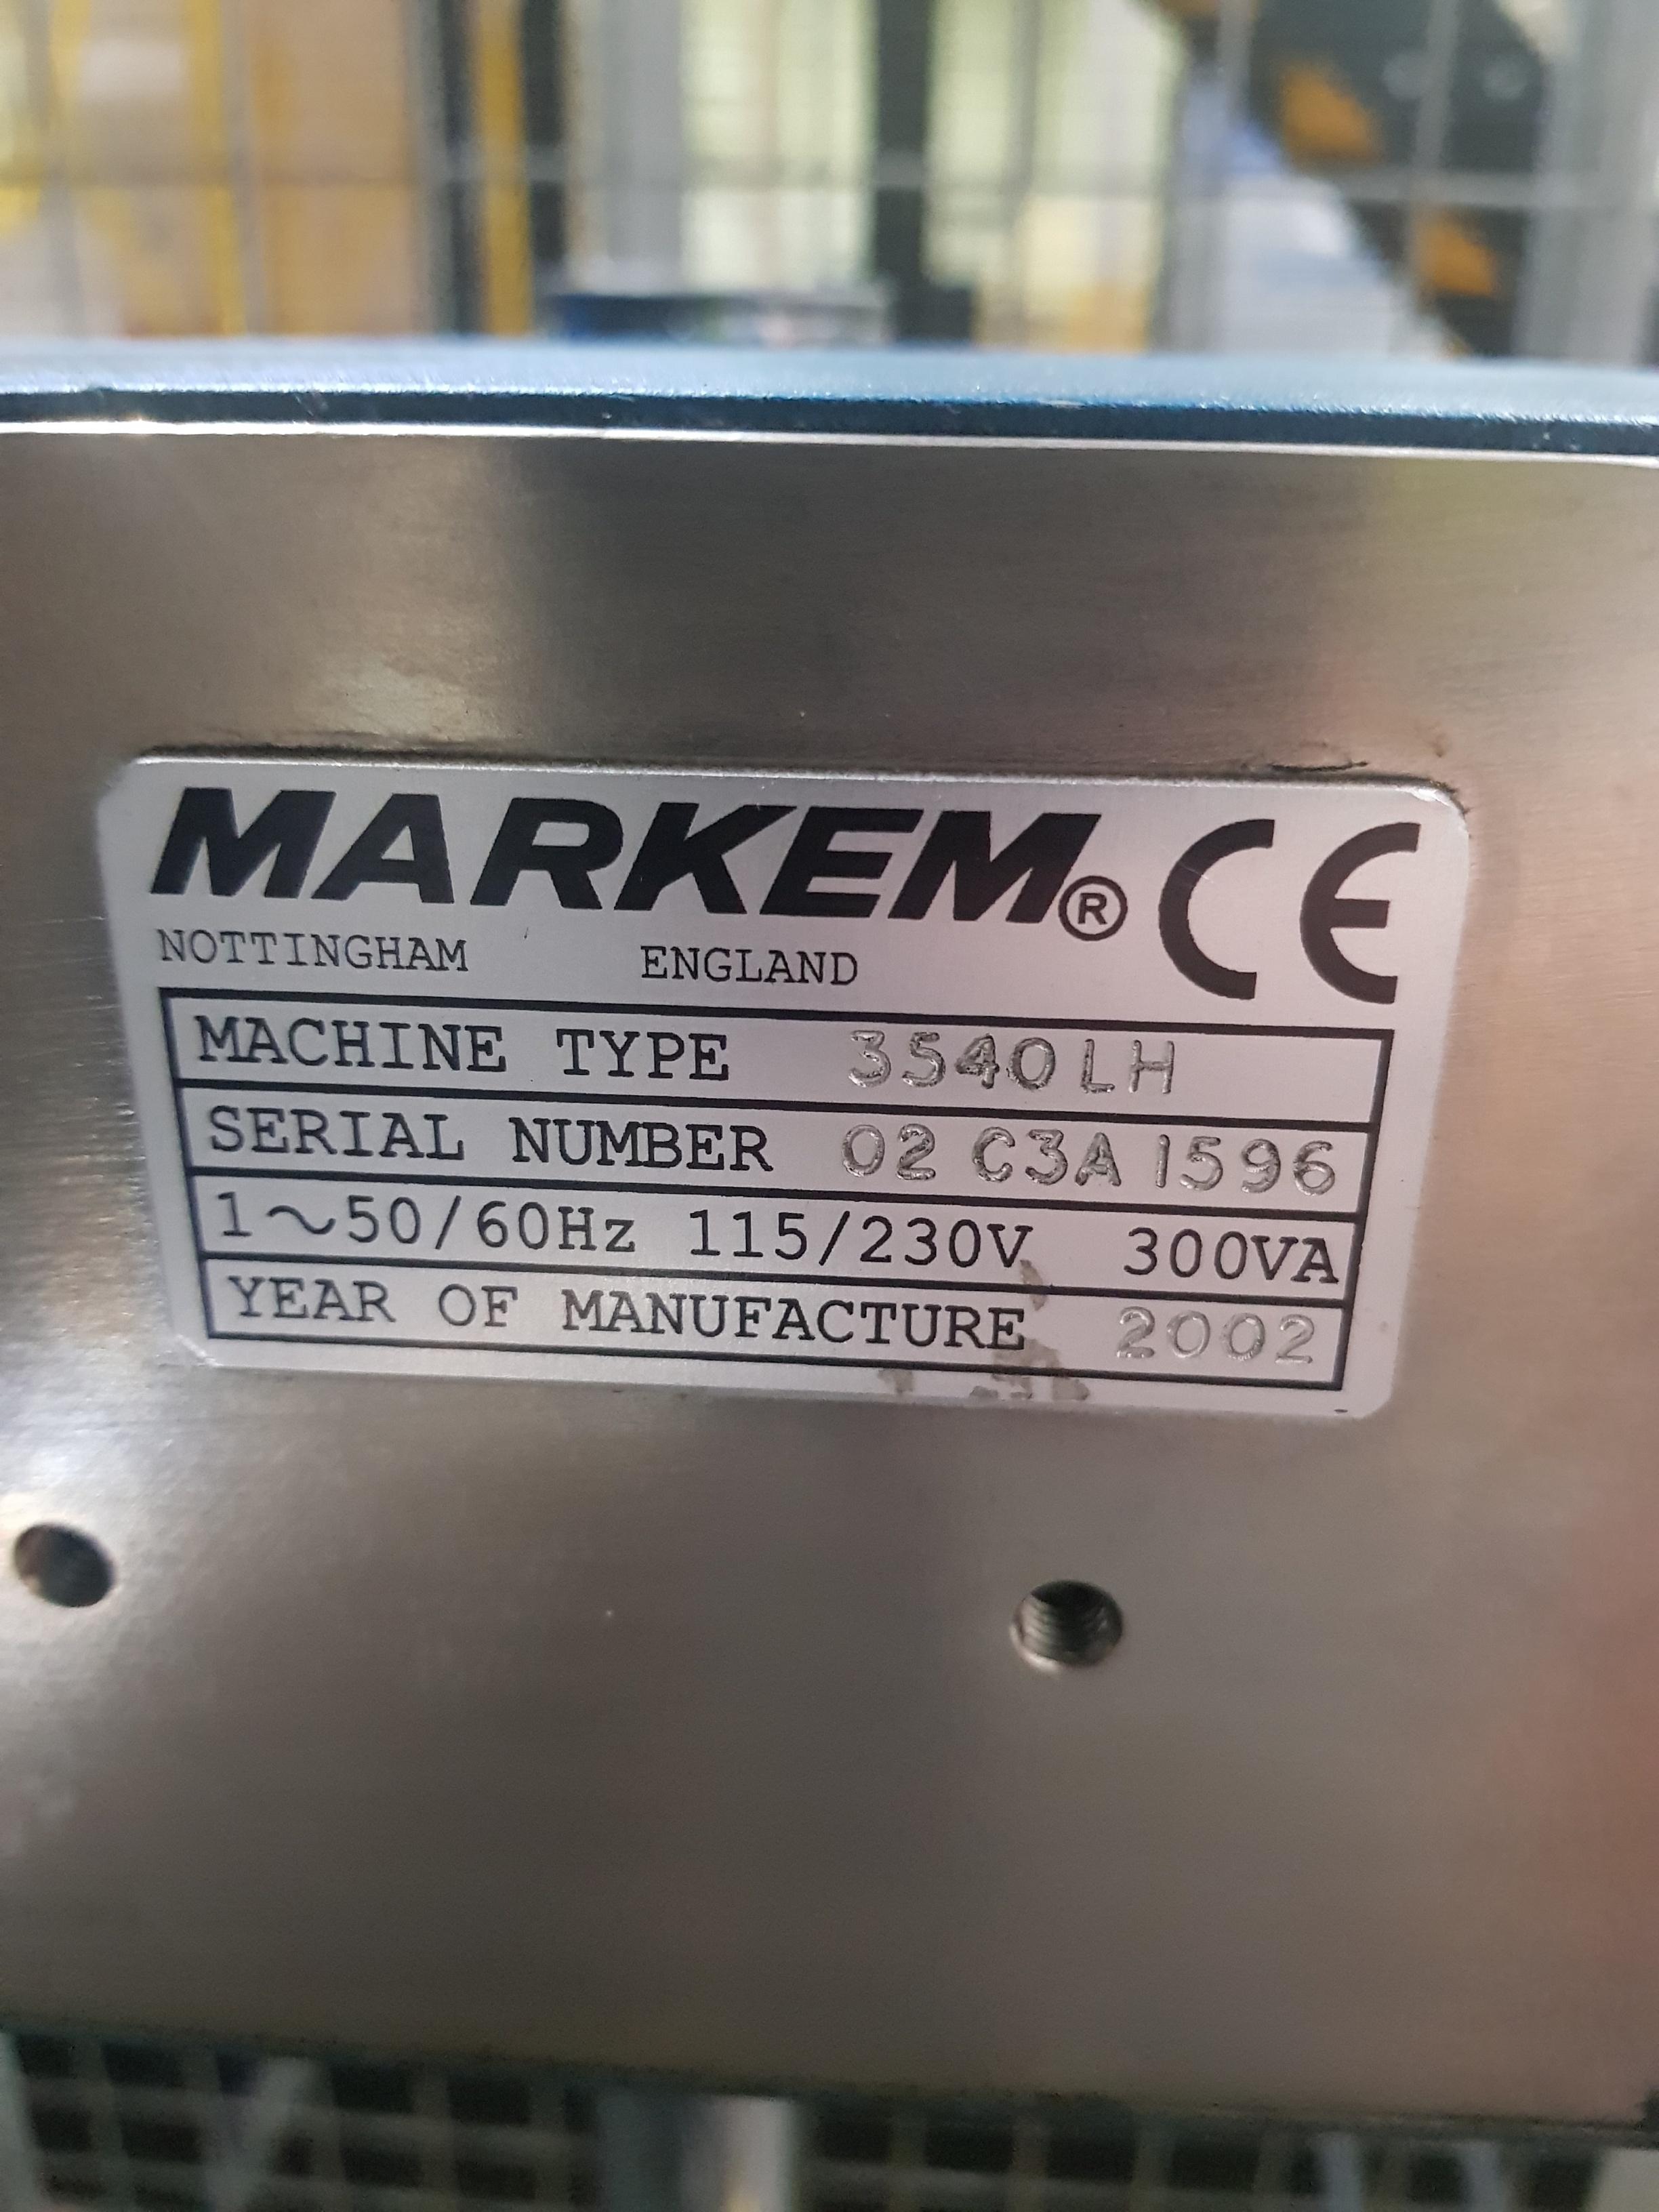 MARKEM® CE
NOTTINGHAM ENGLAND
MACHINE TYPE 3540LH
SERIAL NUMBER 02 C3A 1596
1~50/60Hz 115/230V 300VA
YEAR OF MANUFACTURE 2002